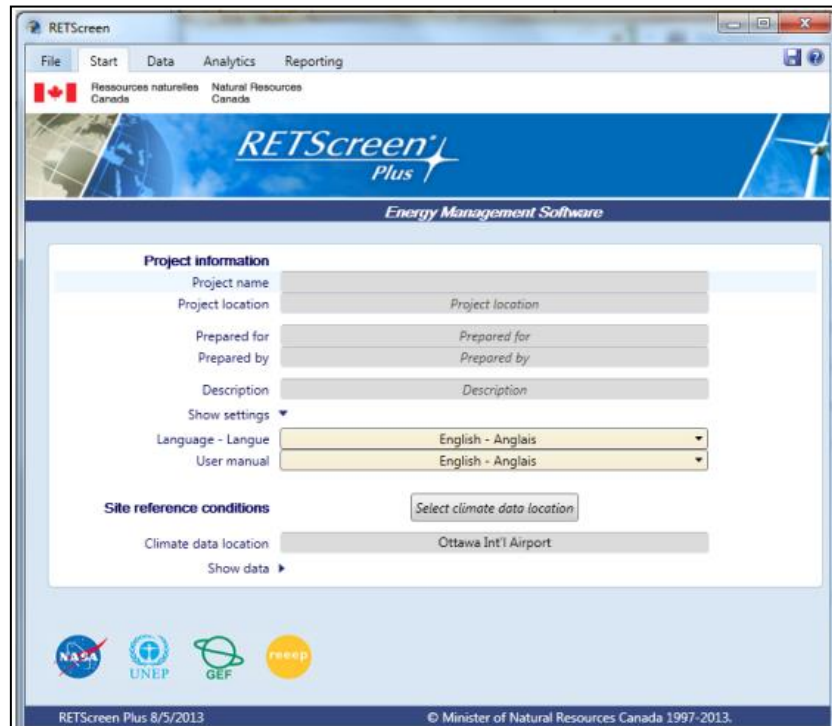 RETScreen
File Start Data Analytics Reporting
Ressources naturelles Natural Resources
Canada Canada
RETScreen
Plus
Energy Management Software
Project information
Project name
Project location Project location
Prepared for Prepared for
Prepared by Prepared by
Description Description
Show settings
Language - Langue English - Anglais
User manual English - Anglais
Site reference conditions Select climate data location
Climate data location Ottawa Int'l Airport
Show data
NASA
UNEP
GEF
reeep
RETScreen Plus 8/5/2013 © Minister of Natural Resources Canada 1997-2013.